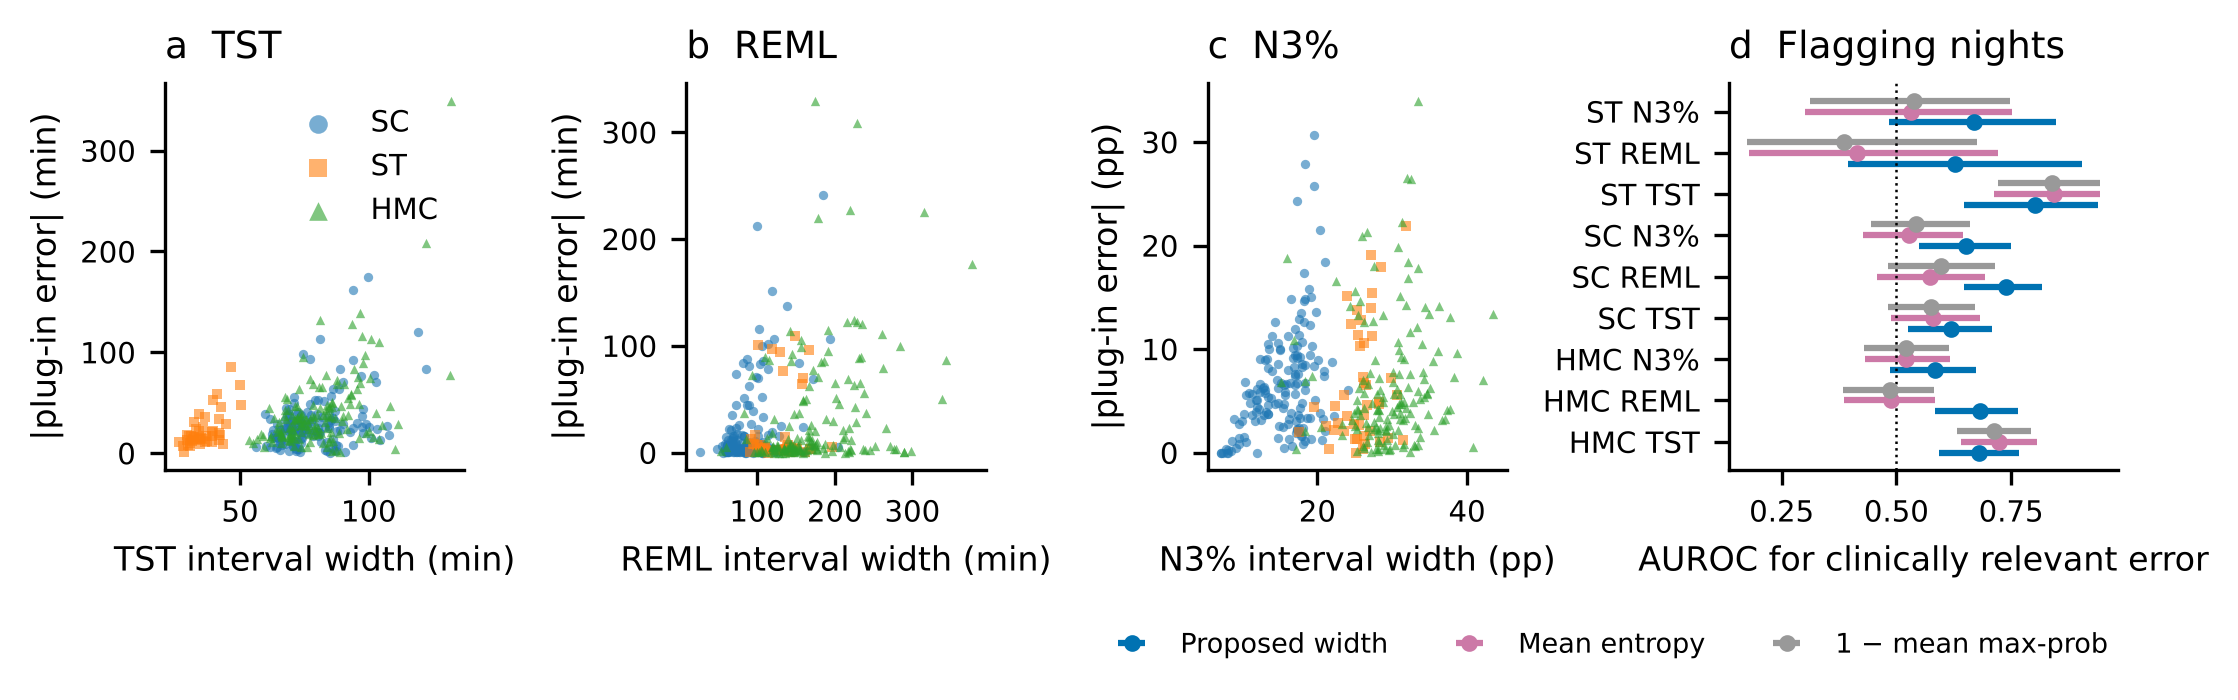 a TST
|plug-in error| (min)
300
200
100
0
50 100
TST interval width (min)
SC
ST
HMC
b REML
|plug-in error| (min)
300
200
100
0
100 200 300
REML interval width (min)
c N3%
|plug-in error| (pp)
30
20
10
0
20 40
N3% interval width (pp)
d Flagging nights
ST N3%
ST REML
ST TST
SC N3%
SC REML
SC TST
HMC N3%
HMC REML
HMC TST
0.25 0.50 0.75
AUROC for clinically relevant error
Proposed width
Mean entropy
1 − mean max-prob